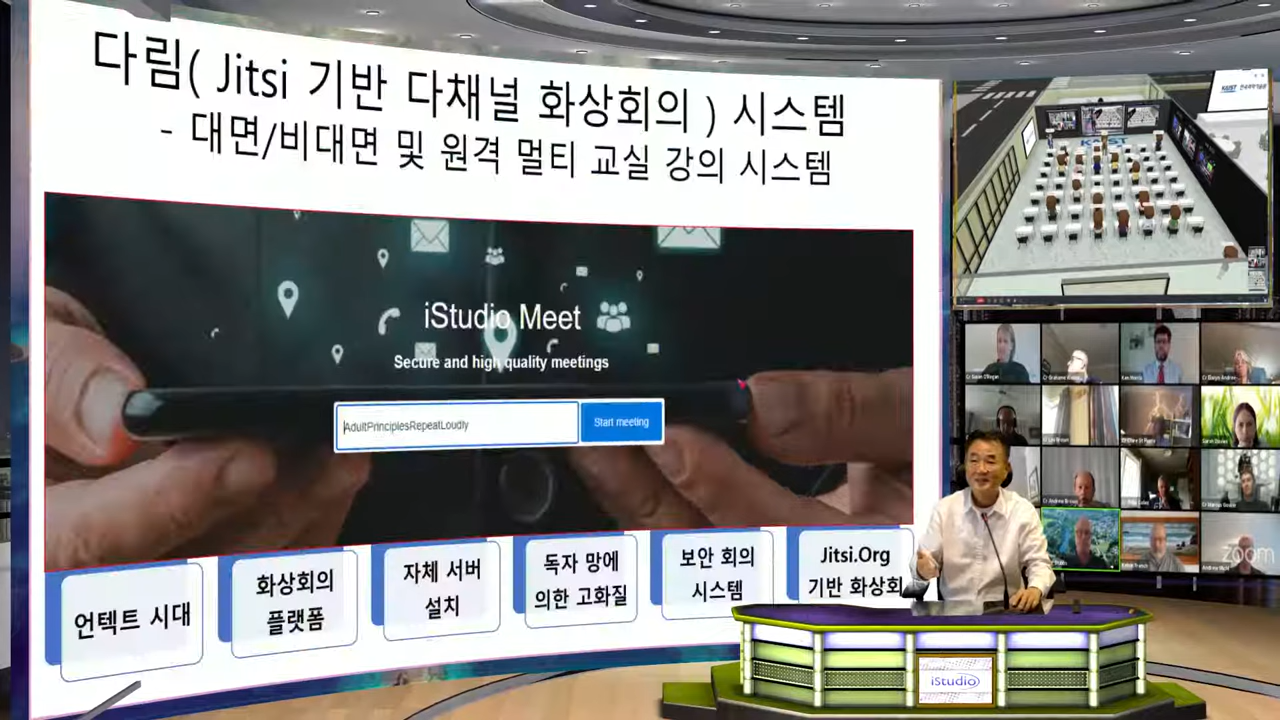 다림( Jitsi 기반 다채널 화상회의 ) 시스템
- 대면/비대면 및 원격 멀티 교실 강의 시스템
iStudio Meet
Secure and high quality meetings
AdultPrinciplesRepeatLoudly
Start meeting
언텍트 시대
화상회의
플랫폼
자체 서버
설치
독자 망에
의한 고화질
보안 회의
시스템
Jitsi.Org
기반 화상회
KAIST
zoom
iStudio